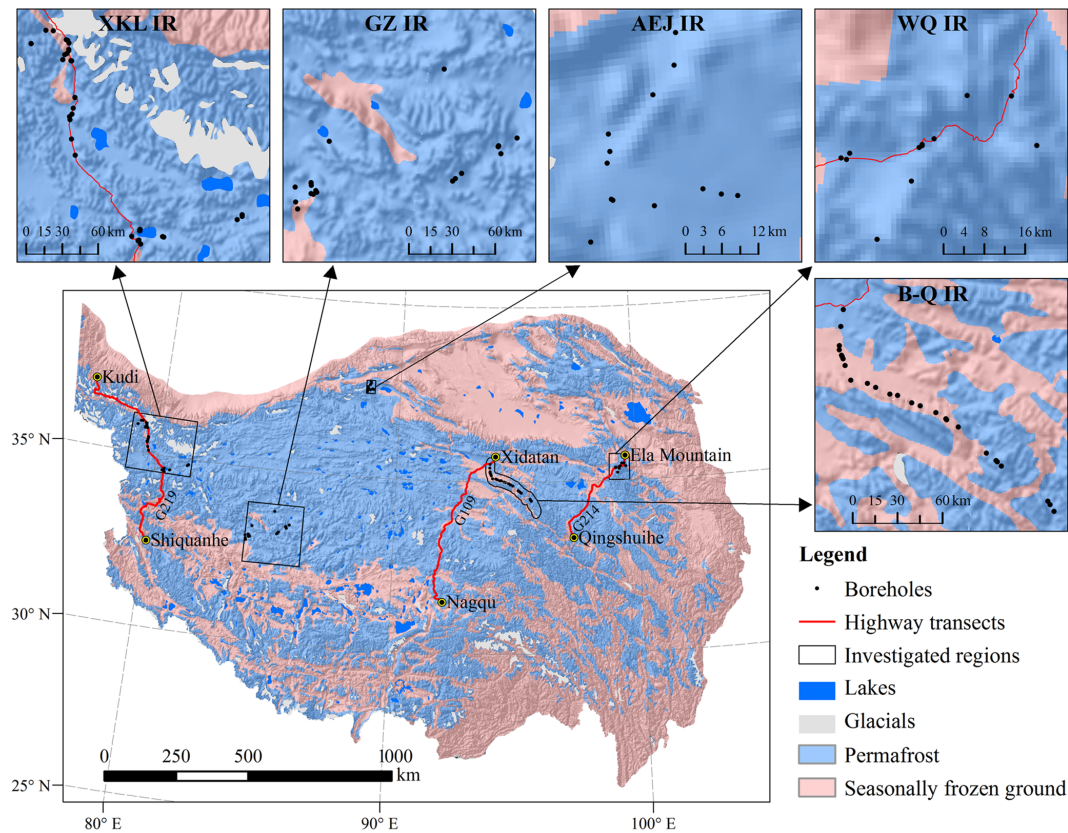 XKL IR
0 15 30 60 km
GZ IR
0 15 30 60 km
AEJ IR
0 3 6 12 km
WQ IR
0 4 8 16 km
B-Q IR
0 15 30 60 km
Kudi
35° N
G219
Shiquanhe
Xidatan
G109
Ela Mountain
G214
Qingshuihe
30° N
Nagqu
0 250 500 1000
km
25° N
80° E
90° E
100° E
Legend
Boreholes
Highway transects
Investigated regions
Lakes
Glacials
Permafrost
Seasonally frozen ground